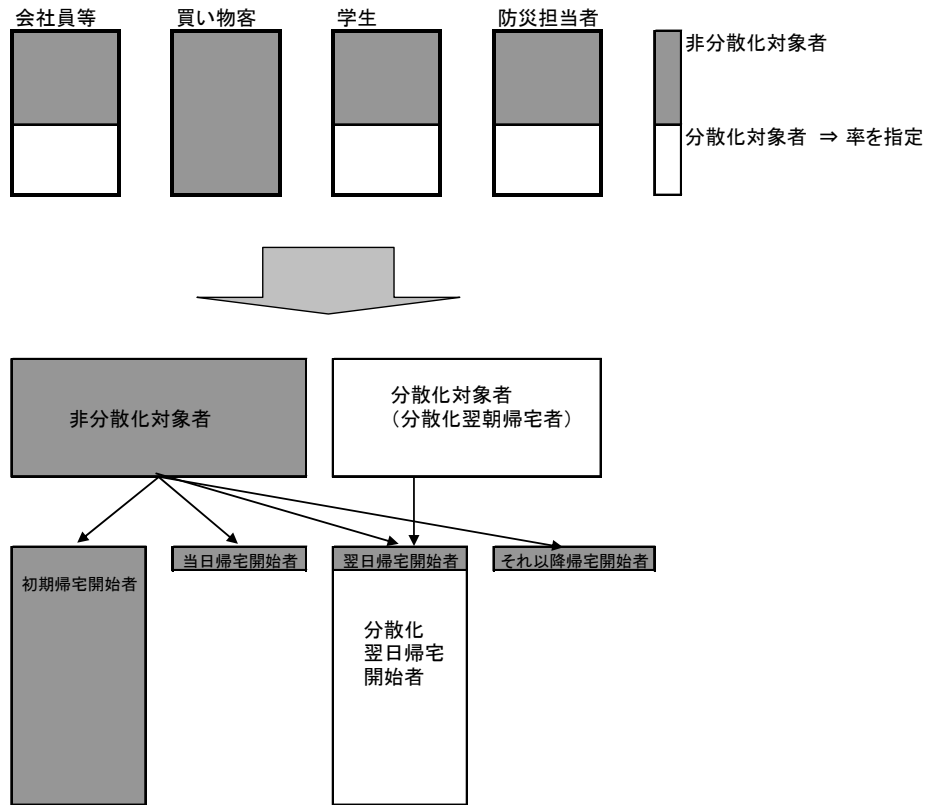 会社員等
買い物客
学生
防災担当者
非分散化対象者
分散化対象者 ⇒ 率を指定
非分散化対象者
分散化対象者
（分散化翌朝帰宅者）
初期帰宅開始者
当日帰宅開始者
翌日帰宅開始者
それ以降帰宅開始者
分散化
翌日帰宅
開始者